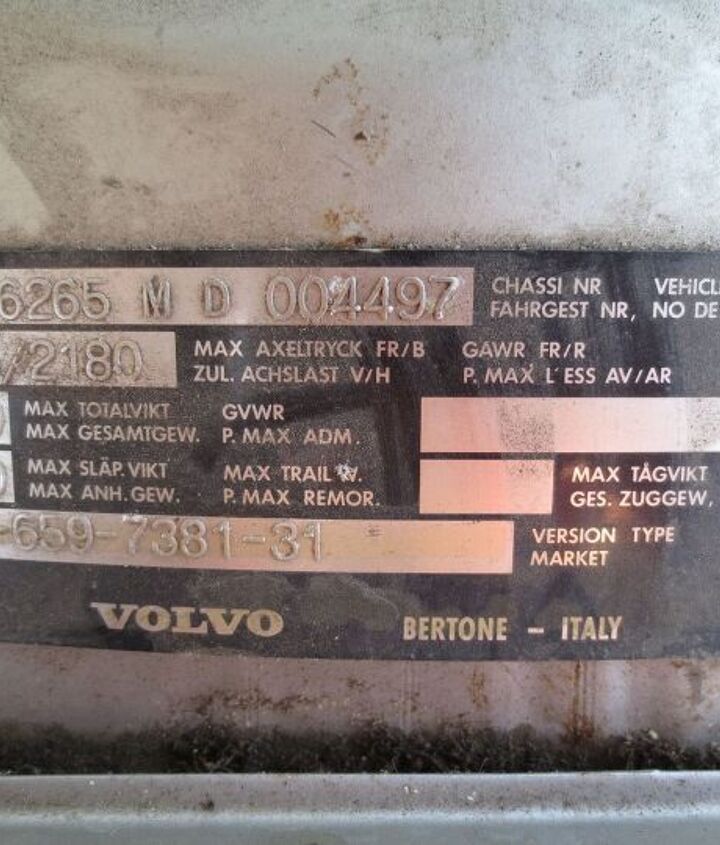 6265 M D 004497 CHASSI NR VEHICL
FAHRGEST NR, NO DE
/2180 MAX AXELTRYCK FR/B GAWR FR/R
ZUL. ACHSLAST V/H P. MAX L'ESS AV/AR
MAX TOTALVIKT GVWR
MAX GESAMTGEW. P. MAX ADM.
MAX SLÄP. VIKT MAX TRAIL W. MAX TÅGVIKT
MAX ANH. GEW. P. MAX REMOR. GES. ZUGGEW,
-659-7381-31 VERSION TYPE
MARKET
VOLVO BERTONE - ITALY